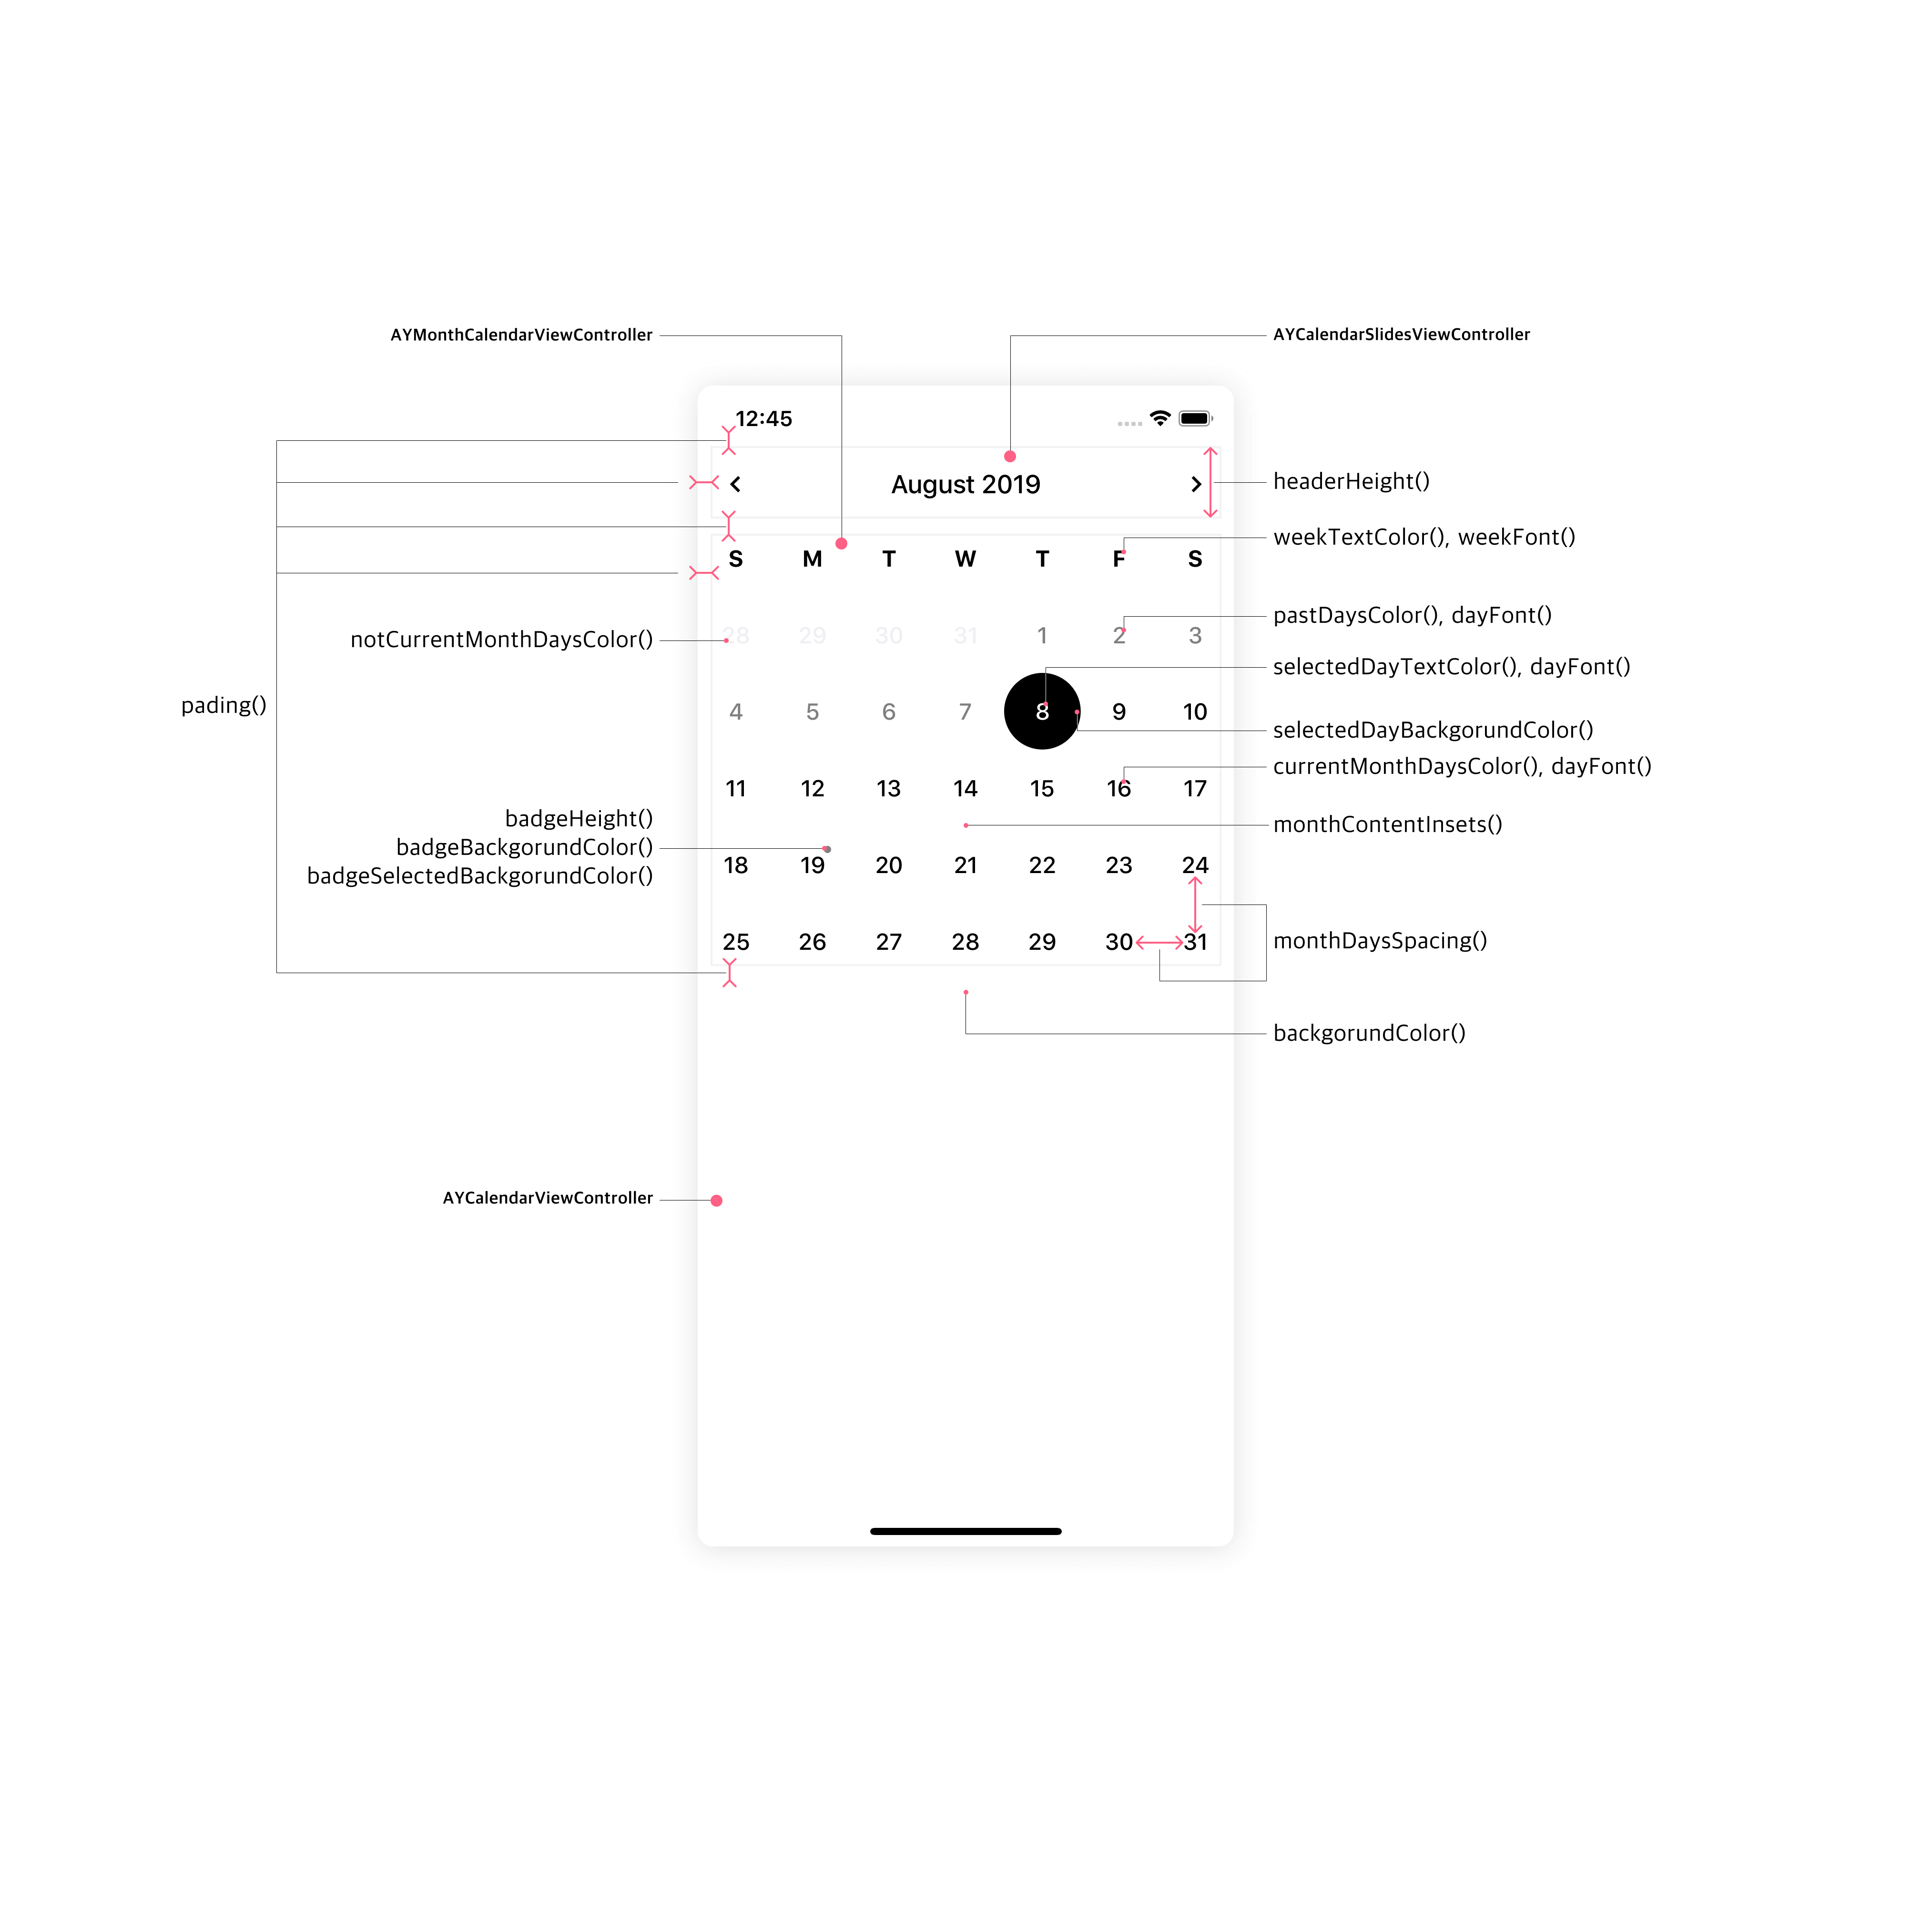 AYMonthCalendarViewController
AYCalendarSlidesViewController
12:45
August 2019
headerHeight()
weekTextColor(), weekFont()
S M T W T F S
pastDaysColor(), dayFont()
notCurrentMonthDaysColor()
28 29 30 31 1 2 3
selectedDayTextColor(), dayFont()
pading()
4 5 6 7 8 9 10
selectedDayBackgorundColor()
currentMonthDaysColor(), dayFont()
11 12 13 14 15 16 17
badgeHeight()
badgeBackgorundColor()
badgeSelectedBackgorundColor()
monthContentInsets()
18 19 20 21 22 23 24
25 26 27 28 29 30 31
monthDaysSpacing()
backgorundColor()
AYCalendarViewController